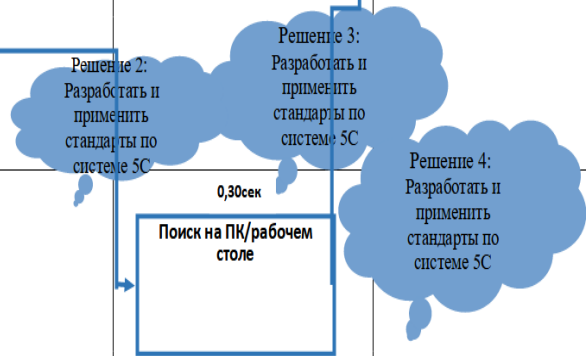 Решение 2:
Разработать и
применить
стандарты по
системе 5С
Решение 3:
Разработать и
применить
стандарты по
системе 5С
Решение 4:
Разработать и
применить
стандарты по
системе 5С
0,30сек
Поиск на ПК/рабочем
столе